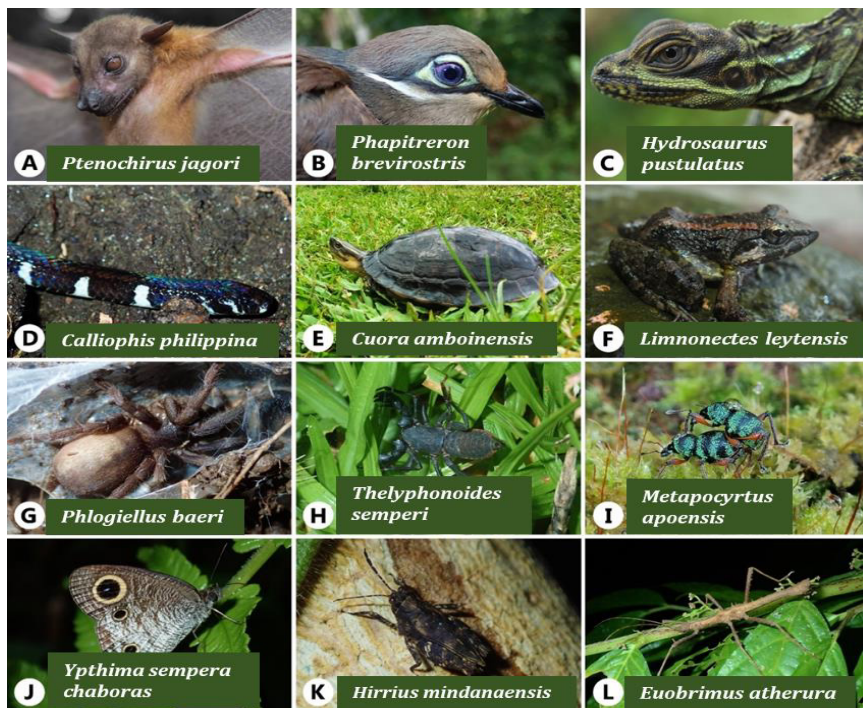 A
Ptenochirus jagori
B
Phapitreron
brevirostris
C
Hydrosaurus
pustulatus
D
Calliophis philippina
E
Cuora amboinensis
F
Limnonectes leytensis
G
Phlogiellus baeri
H
Thelyphonoides
semperi
I
Metapocyrtus
apoensis
J
Ypthima sempera
chaboras
K
Hirrius mindanaensis
L
Euobrimus atherura